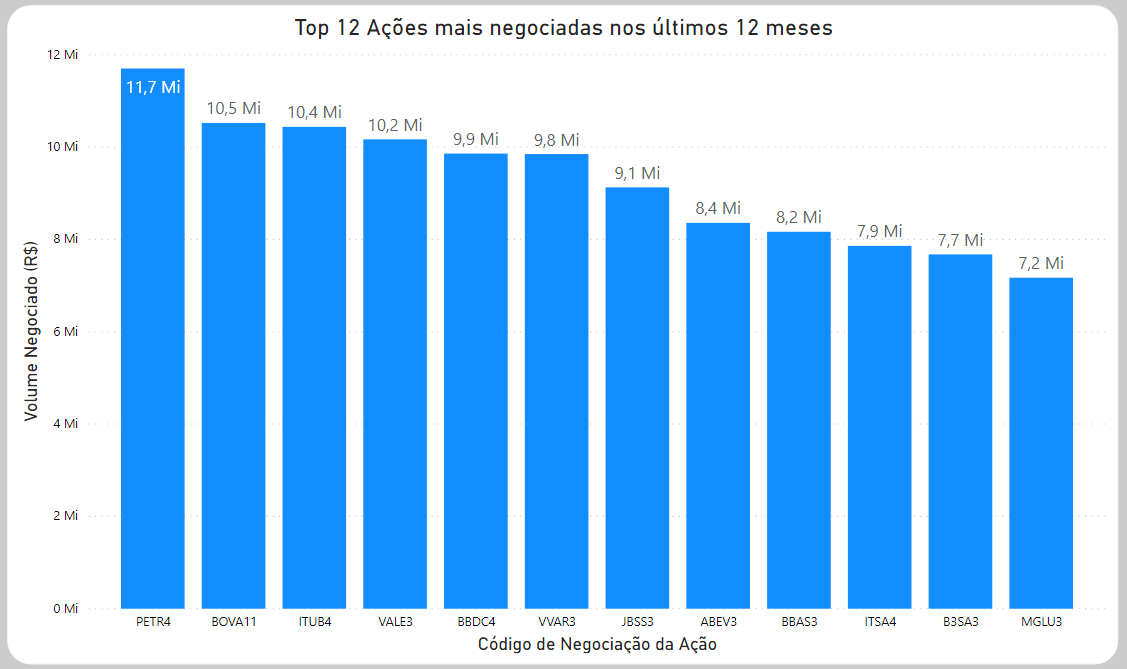 Top 12 Ações mais negociadas nos últimos 12 meses
Volume Negociado (R$)
12 Mi
10 Mi
8 Mi
6 Mi
4 Mi
2 Mi
0 Mi
11,7 Mi
10,5 Mi
10,4 Mi
10,2 Mi
9,9 Mi
9,8 Mi
9,1 Mi
8,4 Mi
8,2 Mi
7,9 Mi
7,7 Mi
7,2 Mi
PETR4 BOVA11 ITUB4 VALE3 BBDC4 VVAR3 JBSS3 ABEV3 BBAS3 ITSA4 B3SA3 MGLU3
Código de Negociação da Ação